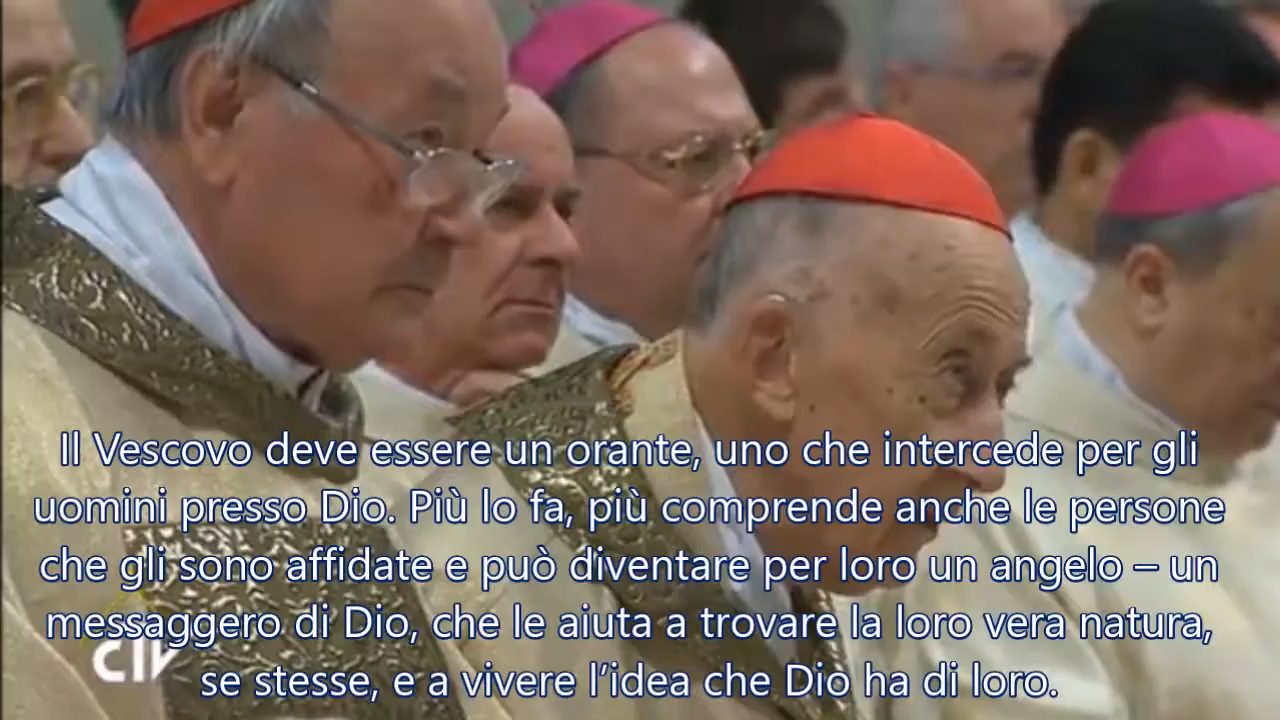 Il Vescovo deve essere un orante, uno che intercede per gli
uomini presso Dio. Più lo fa, più comprende anche le persone
che gli sono affidate e può diventare per loro un angelo – un
messaggero di Dio, che le aiuta a trovare la loro vera natura,
se stesse, e a vivere l’idea che Dio ha di loro.